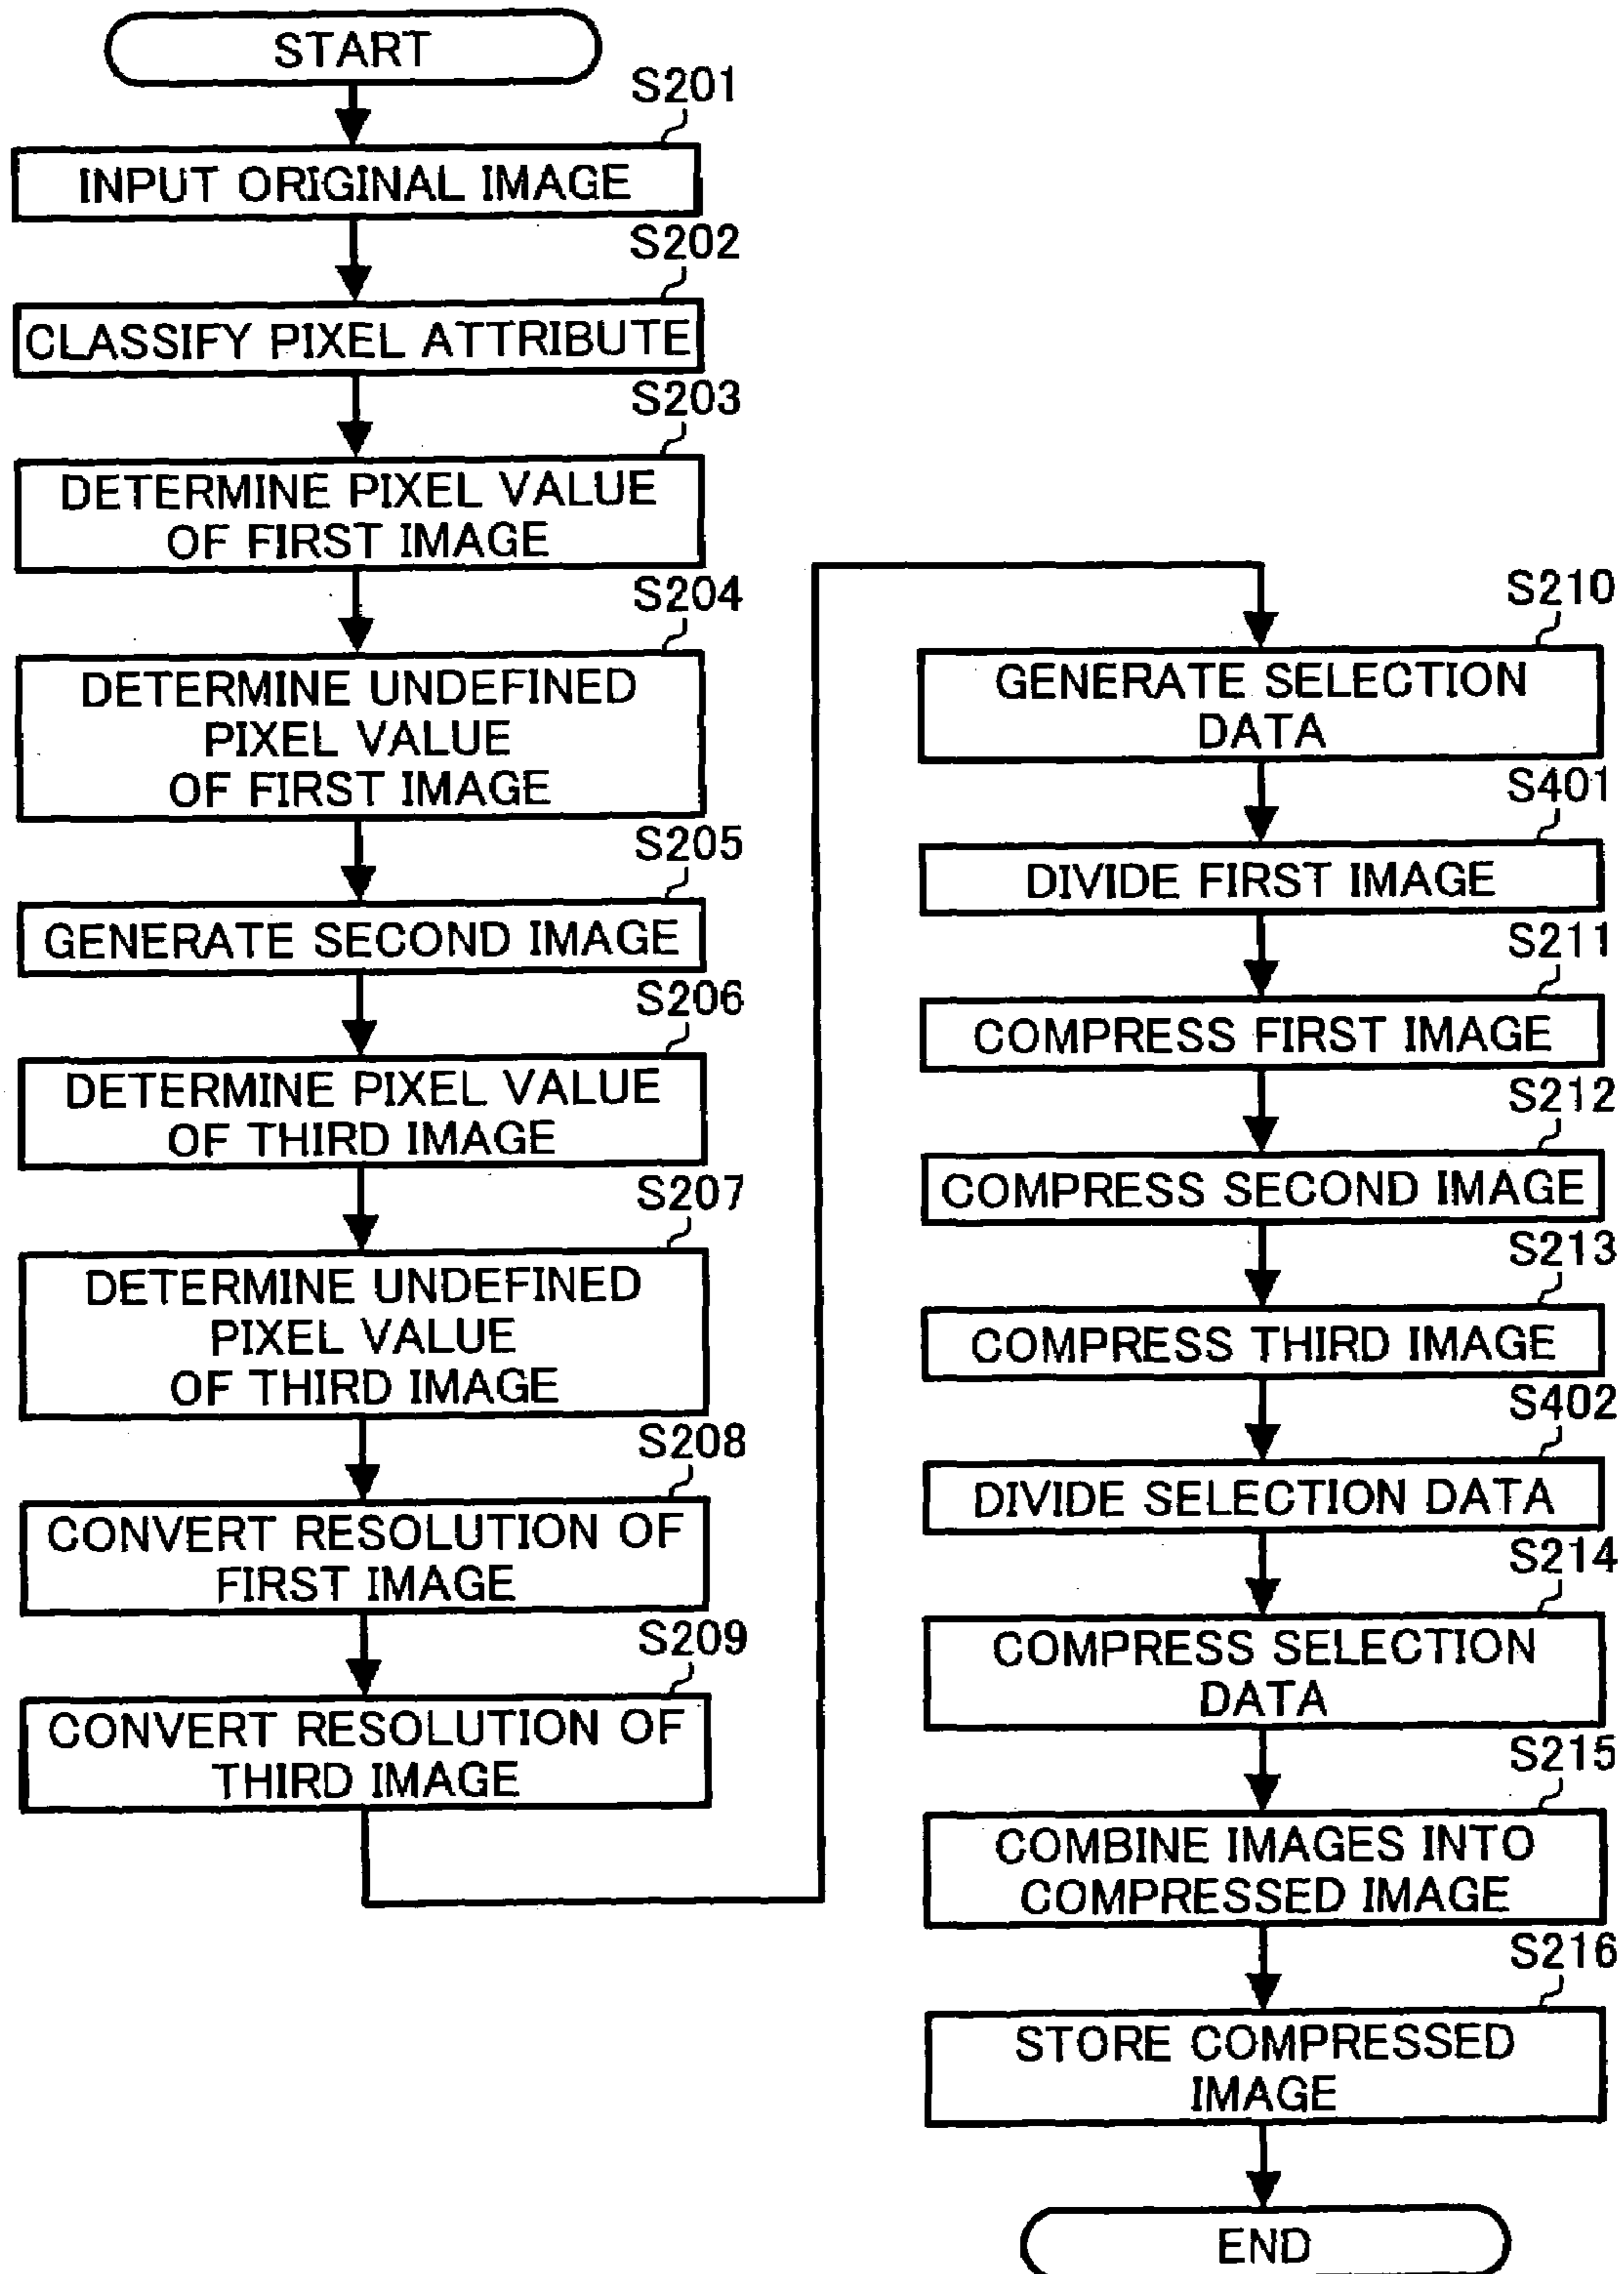 START
S201
INPUT ORIGINAL IMAGE
S202
CLASSIFY PIXEL ATTRIBUTE
S203
DETERMINE PIXEL VALUE
OF FIRST IMAGE
S204
DETERMINE UNDEFINED
PIXEL VALUE
OF FIRST IMAGE
S205
GENERATE SECOND IMAGE
S206
DETERMINE PIXEL VALUE
OF THIRD IMAGE
S207
DETERMINE UNDEFINED
PIXEL VALUE
OF THIRD IMAGE
S208
CONVERT RESOLUTION OF
FIRST IMAGE
S209
CONVERT RESOLUTION OF
THIRD IMAGE
S210
GENERATE SELECTION
DATA
S401
DIVIDE FIRST IMAGE
S211
COMPRESS FIRST IMAGE
S212
COMPRESS SECOND IMAGE
S213
COMPRESS THIRD IMAGE
S402
DIVIDE SELECTION DATA
S214
COMPRESS SELECTION
DATA
S215
COMBINE IMAGES INTO
COMPRESSED IMAGE
S216
STORE COMPRESSED
IMAGE
END